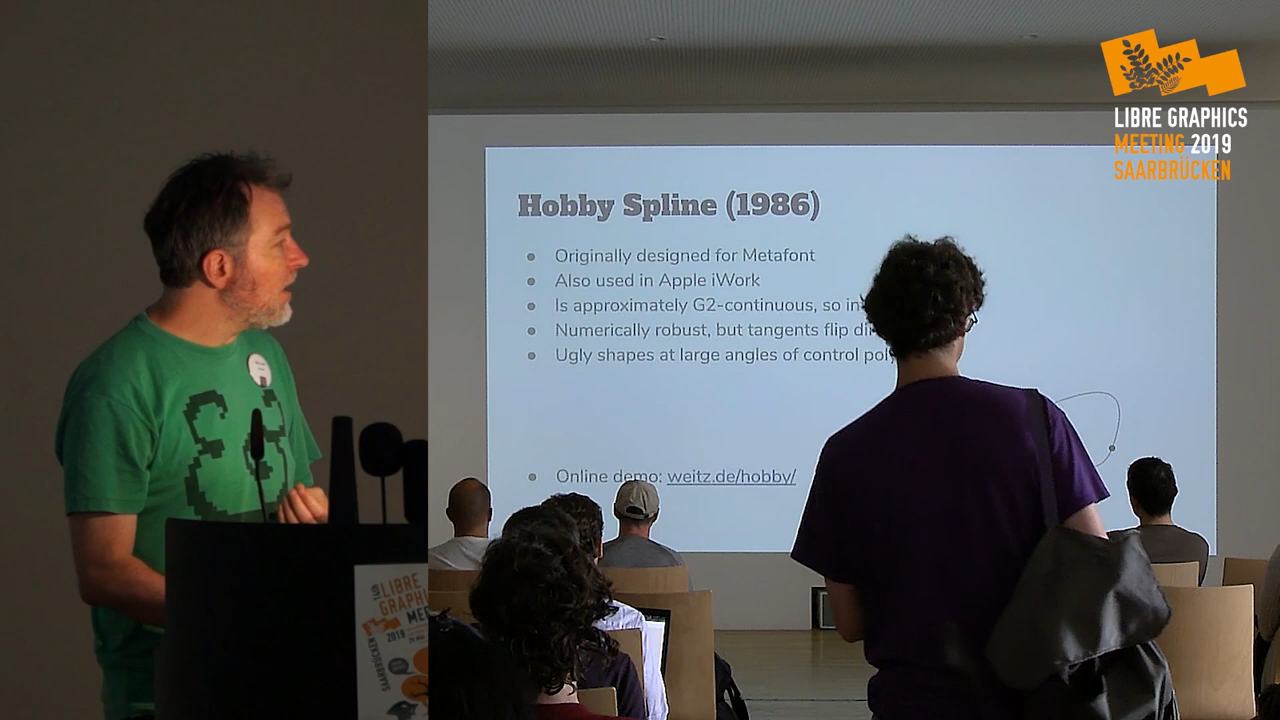 LIBRE GRAPHICS
MEETING 2019
SAARBRÜCKEN
Hobby Spline (1986)
Originally designed for Metafont
Also used in Apple iWork
Is approximately G2-continuous, so
Numerically robust, but tangents flip
Ugly shapes at large angles of control
Online demo: weitz.de/hobby/
LIBRE
2019
SAARBRÜCKEN